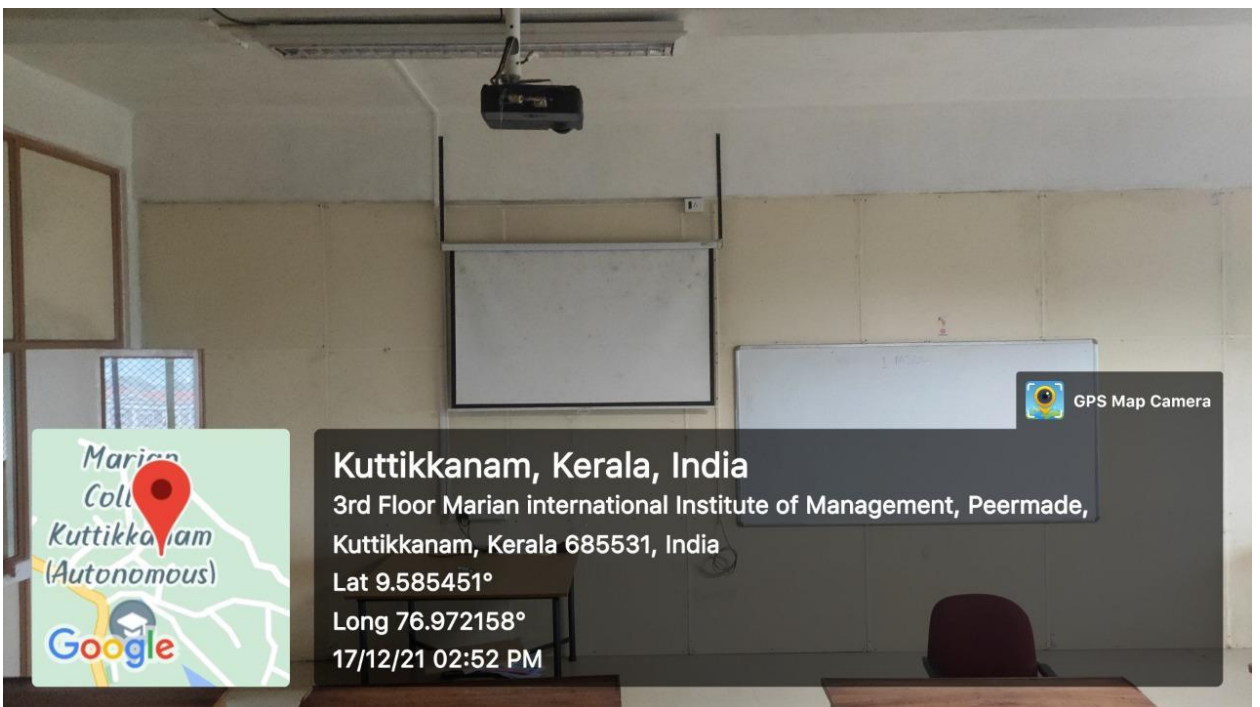 GPS Map Camera
Marian
Coll
Kuttikkanam
(Autonomous)
Google
Kuttikkanam, Kerala, India
3rd Floor Marian international Institute of Management, Peermade,
Kuttikkanam, Kerala 685531, India
Lat 9.585451°
Long 76.972158°
17/12/21 02:52 PM